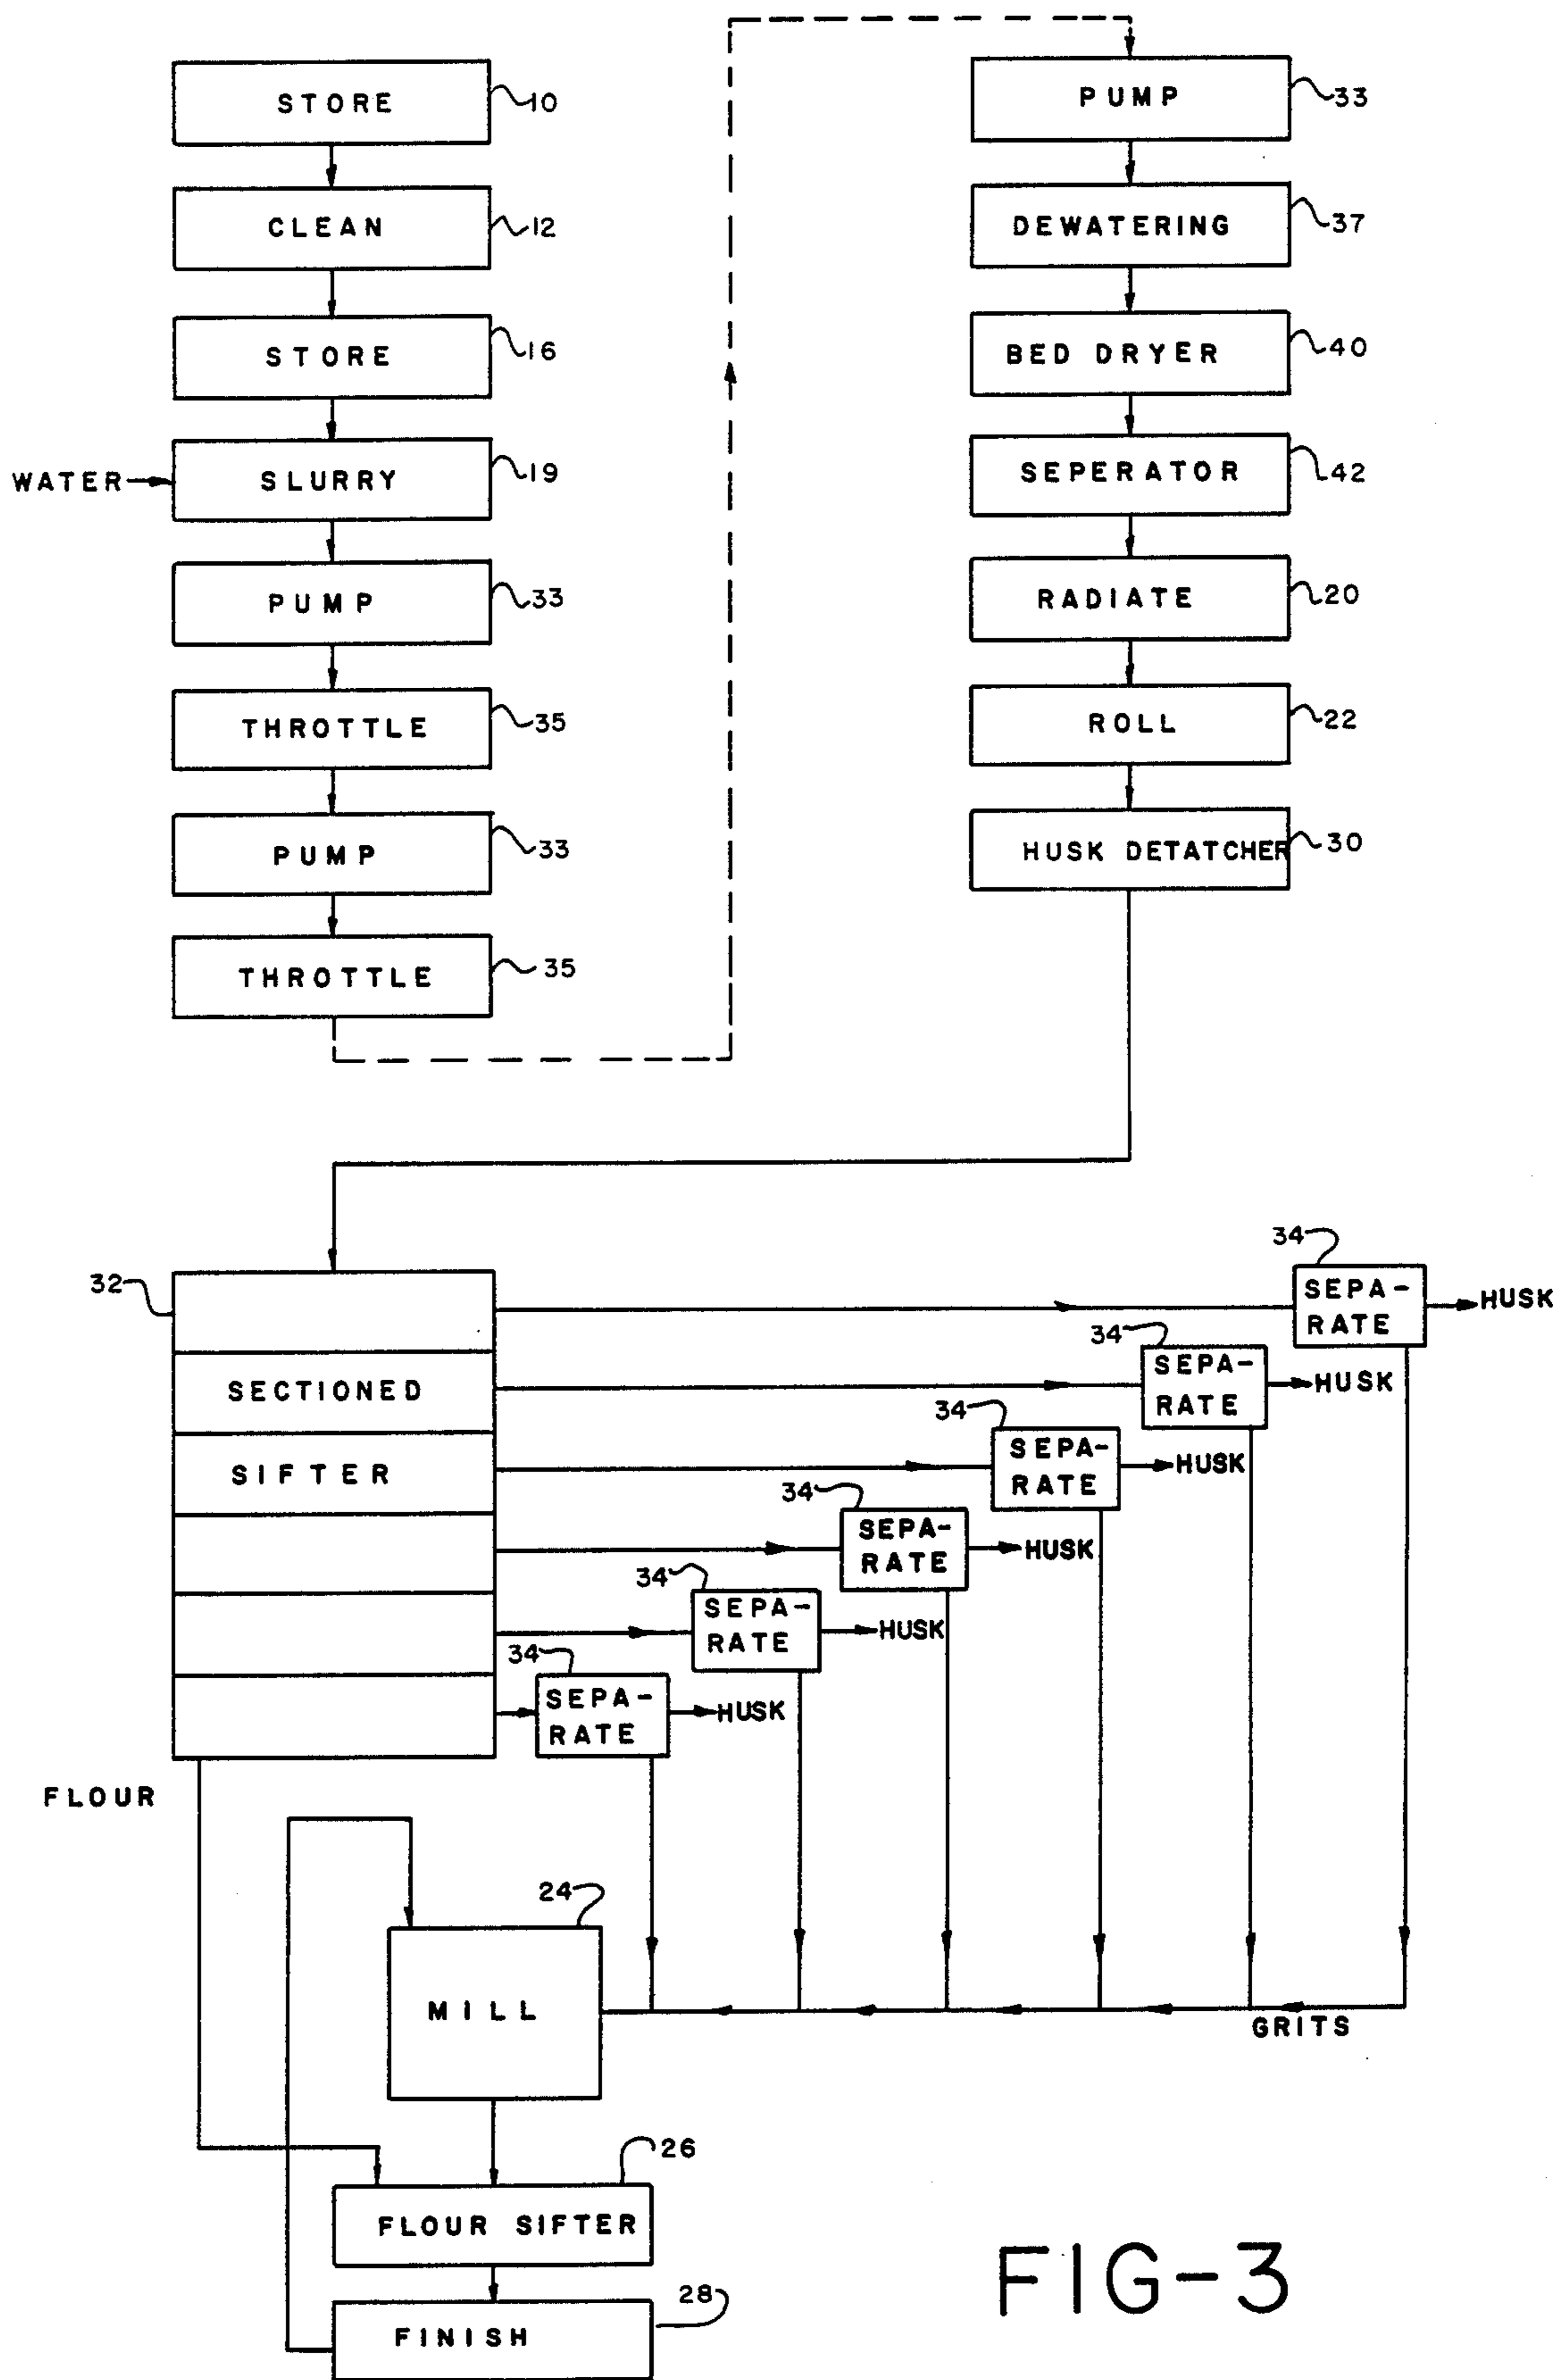 STORE 10
CLEAN 12
STORE 16
WATER SLURRY 19
PUMP 33
THROTTLE 35
PUMP 33
THROTTLE 35
PUMP 33
DEWATERING 37
BED DRYER 40
SEPERATOR 42
RADIATE 20
ROLL 22
HUSK DETATCHER 30
32
SECTIONED
SIFTER
34
SEPA-
RATE
HUSK
34
SEPA-
RATE
HUSK
34
SEPA-
RATE
HUSK
34
SEPA-
RATE
HUSK
34
SEPA-
RATE
HUSK
34
SEPA-
RATE
HUSK
FLOUR
24
MILL
GRITS
26
FLOUR SIFTER
28
FINISH
FIG-3